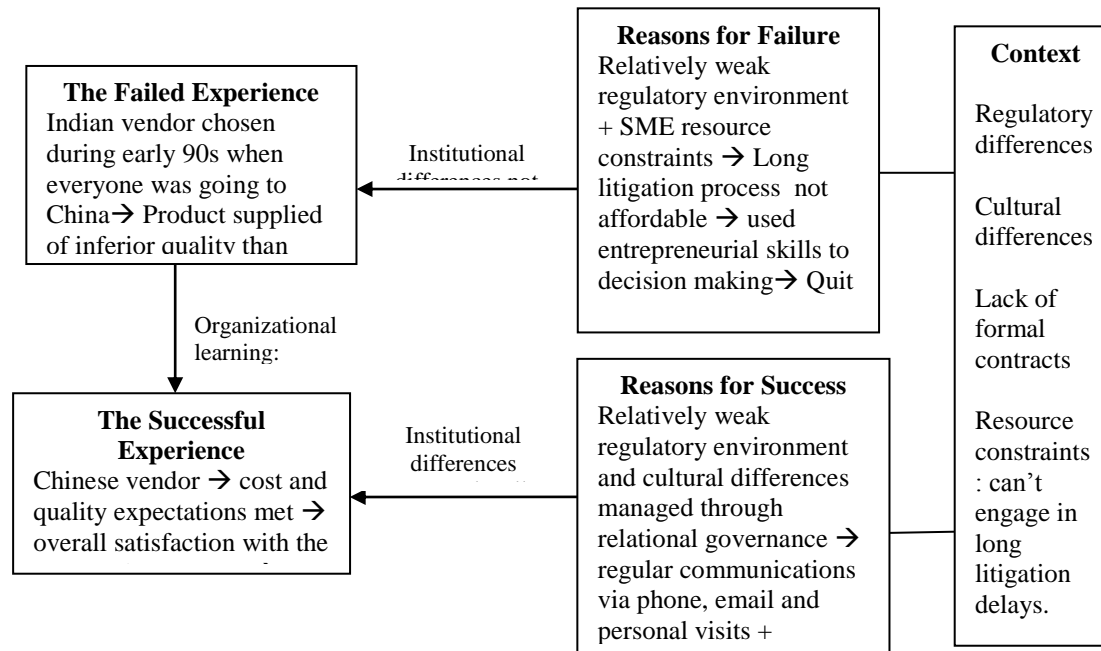 The Failed Experience
Indian vendor chosen
during early 90s when
everyone was going to
China→ Product supplied
of inferior quality than
Institutional
differences not
Reasons for Failure
Relatively weak
regulatory environment
+ SME resource
constraints → Long
litigation process not
affordable → used
entrepreneurial skills to
decision making→ Quit
Context
Regulatory
differences
Cultural
differences
Lack of
formal
contracts
Resource
constraints
: can't
engage in
long
litigation
delays.
Organizational
learning:
The Successful
Experience
Chinese vendor → cost and
quality expectations met →
overall satisfaction with the
Institutional
differences
Reasons for Success
Relatively weak
regulatory environment
and cultural differences
managed through
relational governance →
regular communications
via phone, email and
personal visits +